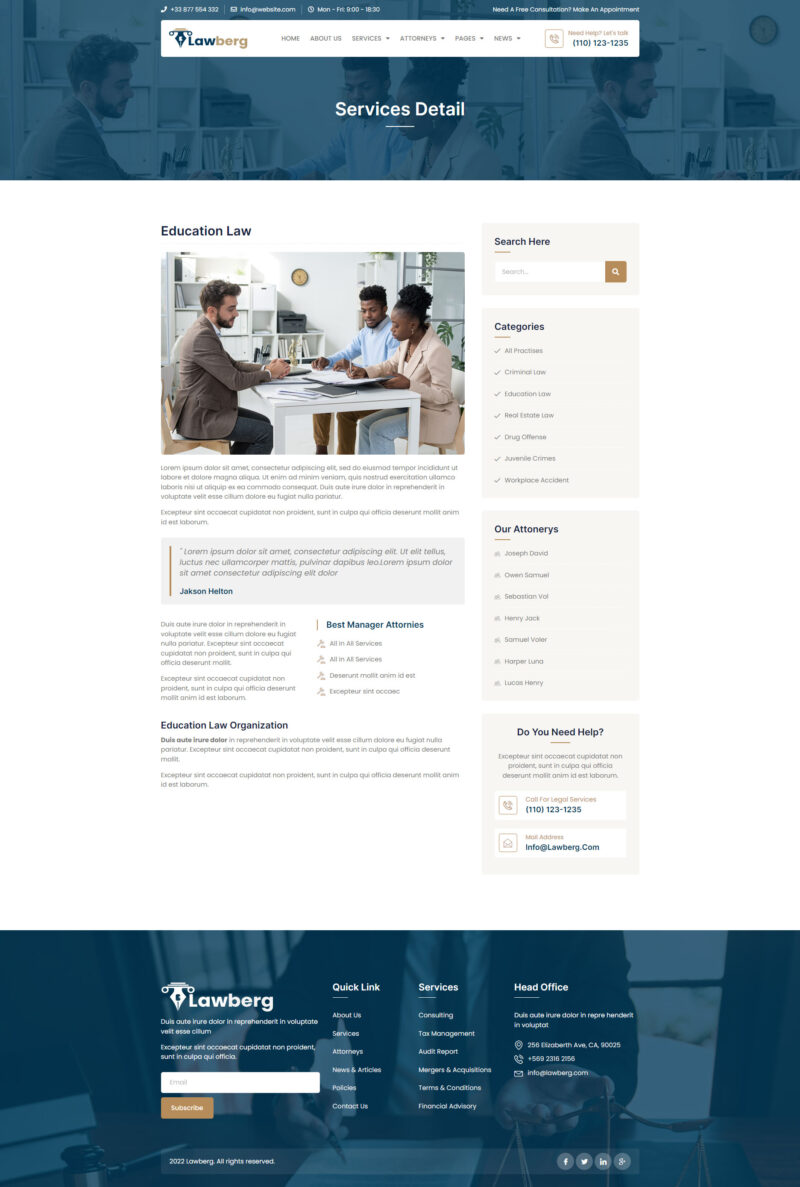 +33 877 554 332
info@website.com
Mon - Fri: 9:00 - 18:30
Need A Free Consultation? Make An Appointment
Lawberg
HOME
ABOUT US
SERVICES
ATTORNEYS
PAGES
NEWS
Need Help? Let's talk
(110) 123-1235
Services Detail
Education Law
Lorem ipsum dolor sit amet, consectetur adipiscing elit, sed do eiusmod tempor incididunt ut
labore et dolore magna aliqua. Ut enim ad minim veniam, quis nostrud exercitation ullamco
laboris nisi ut aliquip ex ea commodo consequat. Duis aute irure dolor in reprehenderit in
voluptate velit esse cillum dolore eu fugiat nulla pariatur.
Excepteur sint occaecat cupidatat non proident, sunt in culpa qui officia deserunt mollit anim
id est laborum.
" Lorem ipsum dolor sit amet, consectetur adipiscing elit. Ut elit tellus,
luctus nec ullamcorper mattis, pulvinar dapibus leo.Lorem ipsum dolor
sit amet consectetur adipiscing elit dolor
Jakson Helton
Duis aute irure dolor in reprehenderit in
voluptate velit esse cillum dolore eu fugiat
nulla pariatur. Excepteur sint occaecat
cupidatat non proident, sunt in culpa qui
officia deserunt mollit.
Excepteur sint occaecat cupidatat non
proident, sunt in culpa qui officia deserunt
mollit anim id est laborum.
Best Manager Attornies
All in All Services
All in All Services
Deserunt mollit anim id est
Excepteur sint occaec
Education Law Organization
Duis aute irure dolor in reprehenderit in voluptate velit esse cillum dolore eu fugiat nulla
pariatur. Excepteur sint occaecat cupidatat non proident, sunt in culpa qui officia deserunt
mollit.
Excepteur sint occaecat cupidatat non proident, sunt in culpa qui officia deserunt mollit anim
id est laborum.
Search Here
Search...
Categories
All Practises
Criminal Law
Education Law
Real Estate Law
Drug Offense
Juvenile Crimes
Workplace Accident
Our Attonerys
Joseph David
Owen Samuel
Sebastian Vol
Henry Jack
Samuel Voler
Harper Luna
Lucas Henry
Do You Need Help?
Excepteur sint occaecat cupidatat non
proident, sunt in culpa qui officia
deserunt mollit anim id est laborum.
Call For Legal Services
(110) 123-1235
Mail Address
Info@Lawberg.Com
Lawberg
Duis aute irure dolor in reprehenderit in voluptate
velit esse cillum
Excepteur sint occaecat cupidatat non proident,
sunt in culpa qui officia.
Email
Subscribe
Quick Link
About Us
Services
Attorneys
News & Articles
Policies
Contact Us
Services
Consulting
Tax Management
Audit Report
Mergers & Acquisitions
Terms & Conditions
Financial Advisory
Head Office
Duis aute irure dolor in repre henderit
in voluptat
256 Elizaberth Ave, CA, 90025
+569 2316 2156
info@lawberg.com
2022 Lawberg. All rights reserved.